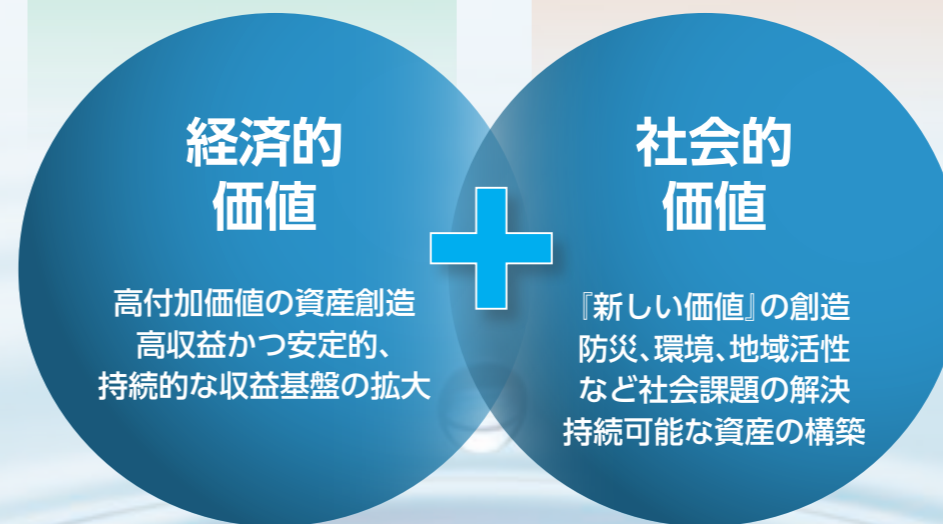 経済的
価値
高付加価値の資産創造
高収益かつ安定的、
持続的な収益基盤の拡大
社会的
価値
『新しい価値』の創造
防災、環境、地域活性
など社会課題の解決
持続可能な資産の構築